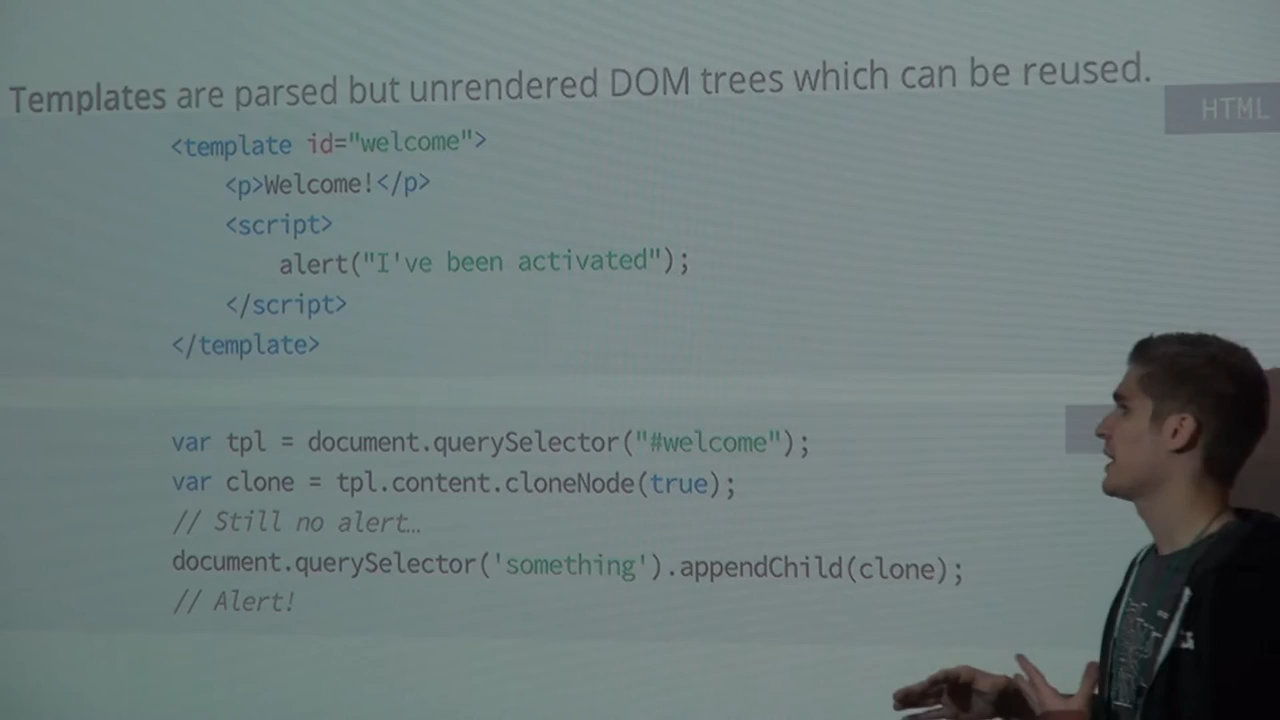 Templates are parsed but unrendered DOM trees which can be reused.
HTML
<template id="welcome">
<p>Welcome!</p>
<script>
alert("I've been activated");
</script>
</template>
var tpl = document.querySelector("#welcome");
var clone = tpl.content.cloneNode(true);
// Still no alert…
document.querySelector('something').appendChild(clone);
// Alert!